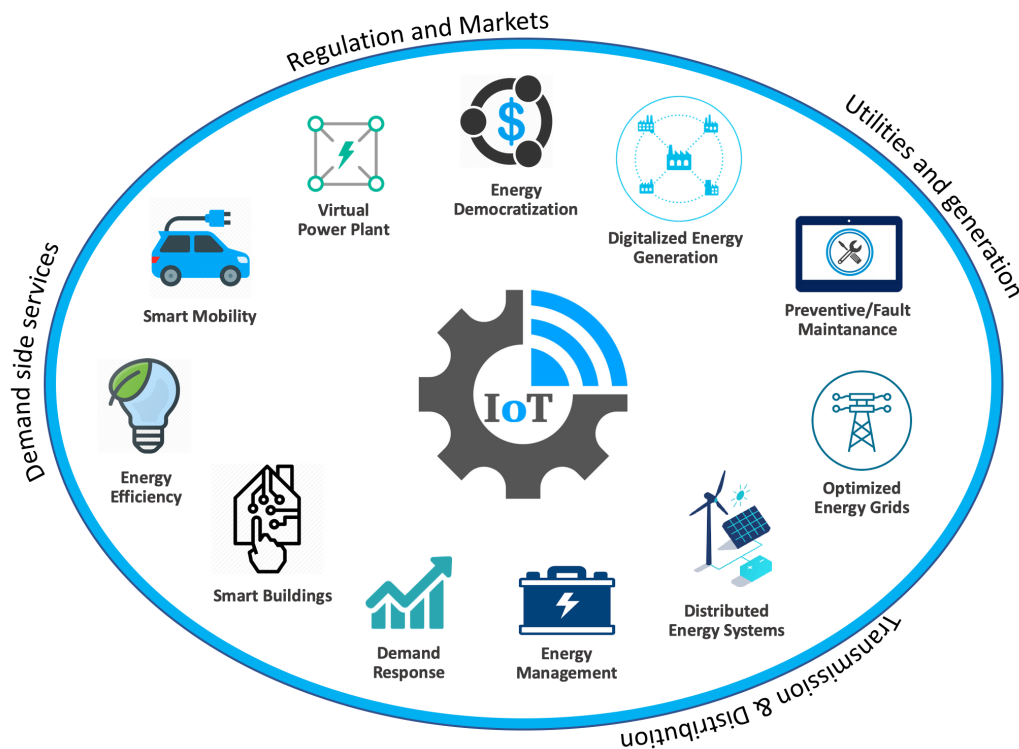 Regulation and Markets
Utilities and generation
Demand side services
Transmission & Distribution
Energy
Democratization
Virtual
Power Plant
Digitalized Energy
Generation
Smart Mobility
Preventive/Fault
Maintanance
IoT
Energy
Efficiency
Optimized
Energy Grids
Smart Buildings
Distributed
Energy Systems
Demand
Response
Energy
Management